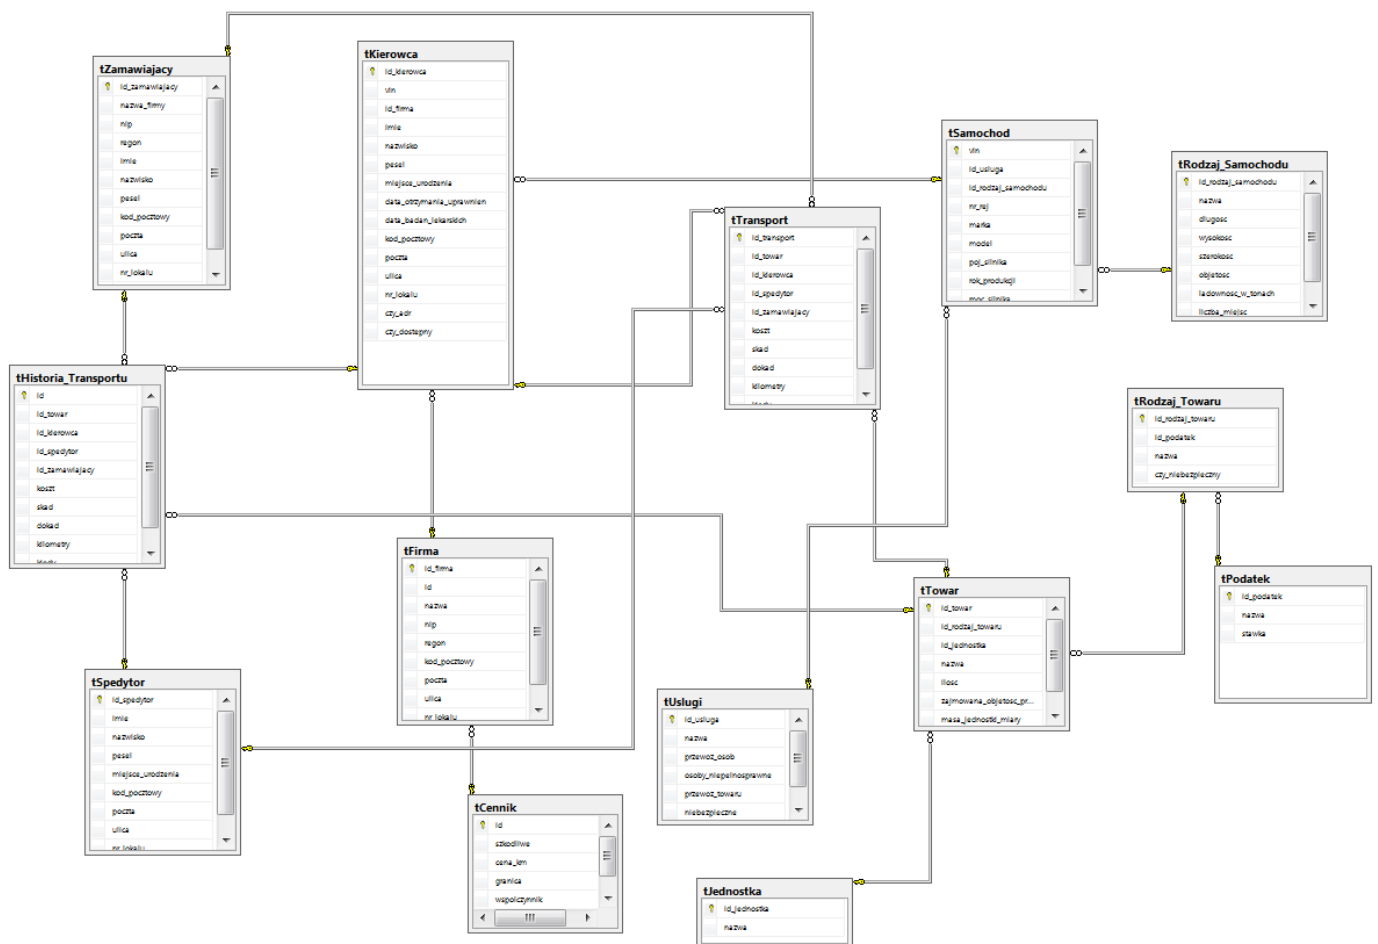 tZamawiajacy
id_zamawiajacy
nazwa_firmy
nip
regon
imie
nazwisko
pesel
kod_pocztowy
poczta
ulica
nr_lokalu
tKierowca
id_kierowca
vin
id_firma
imie
nazwisko
pesel
miejsce_urodzenia
data_otrzymania_uprawnien
data_badan_lekarskich
kod_pocztowy
poczta
ulica
nr_lokalu
czy_adr
czy_dostepny
tSamochod
vin
id_usluga
id_rodzaj_samochodu
nr_rej
marka
model
poj_silnika
rok_produkcji
moc_silnika
tRodzaj_Samochodu
id_rodzaj_samochodu
nazwa
dlugosc
wysokosc
szerokosc
objetosc
ladownosc_w_tonach
liczba_miejsc
tTransport
id_transport
id_towar
id_kierowca
id_spedytor
id_zamawiajacy
koszt
skad
dokad
kilometry
kiedy
tHistoria_Transportu
id
id_towar
id_kierowca
id_spedytor
id_zamawiajacy
koszt
skad
dokad
kilometry
kiedy
tRodzaj_Towaru
id_rodzaj_towaru
id_podatek
nazwa
czy_niebezpieczny
tFirma
id_firma
id
nazwa
nip
regon
kod_pocztowy
poczta
ulica
nr_lokalu
tPodatek
id_podatek
nazwa
stawka
tTowar
id_towar
id_rodzaj_towaru
id_jednostka
nazwa
ilosc
zajmowana_objetosc_pr...
masa_jednostki_miary
tSpedytor
id_spedytor
imie
nazwisko
pesel
miejsce_urodzenia
kod_pocztowy
poczta
ulica
nr_lokalu
tUslugi
id_usluga
nazwa
przewoz_osob
osoby_niepelnosprawne
przewoz_towaru
niebezpieczne
tCennik
id
szkodliwe
cena_km
granica
wspolczynnik
tJednostka
id_jednostka
nazwa